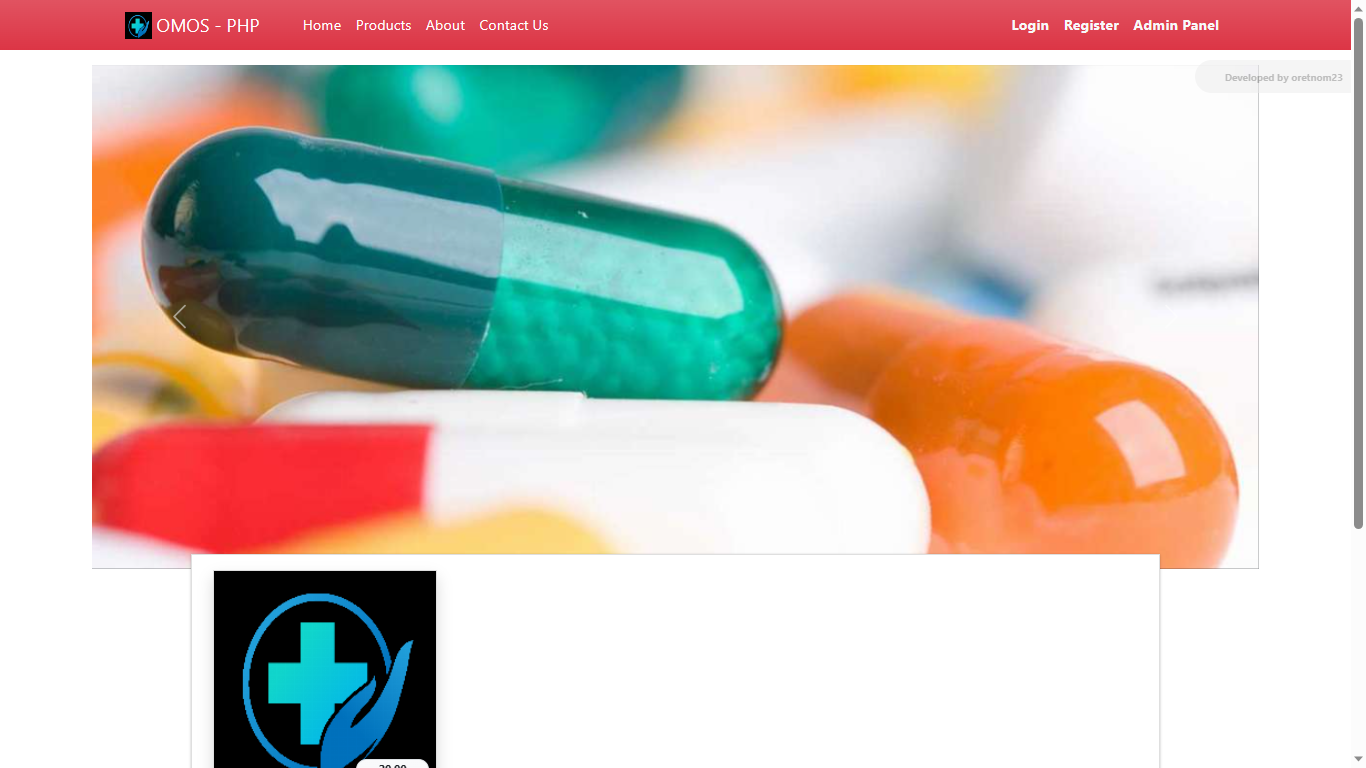 OMOS - PHP Home Products About Contact Us Login Register Admin Panel
Developed by oretnom23